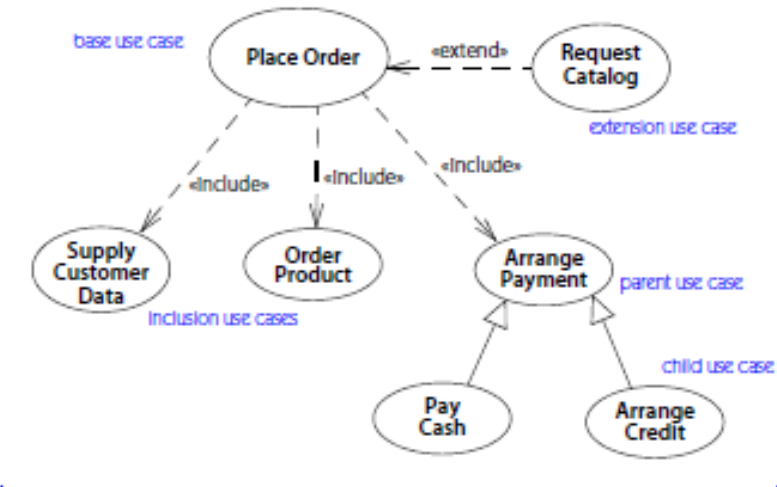 base use case
Place Order
«extend»
Request
Catalog
extension use case
«include»
«include»
«include»
Supply
Customer
Data
Order
Product
Arrange
Payment
parent use case
inclusion use cases
child use case
Pay
Cash
Arrange
Credit